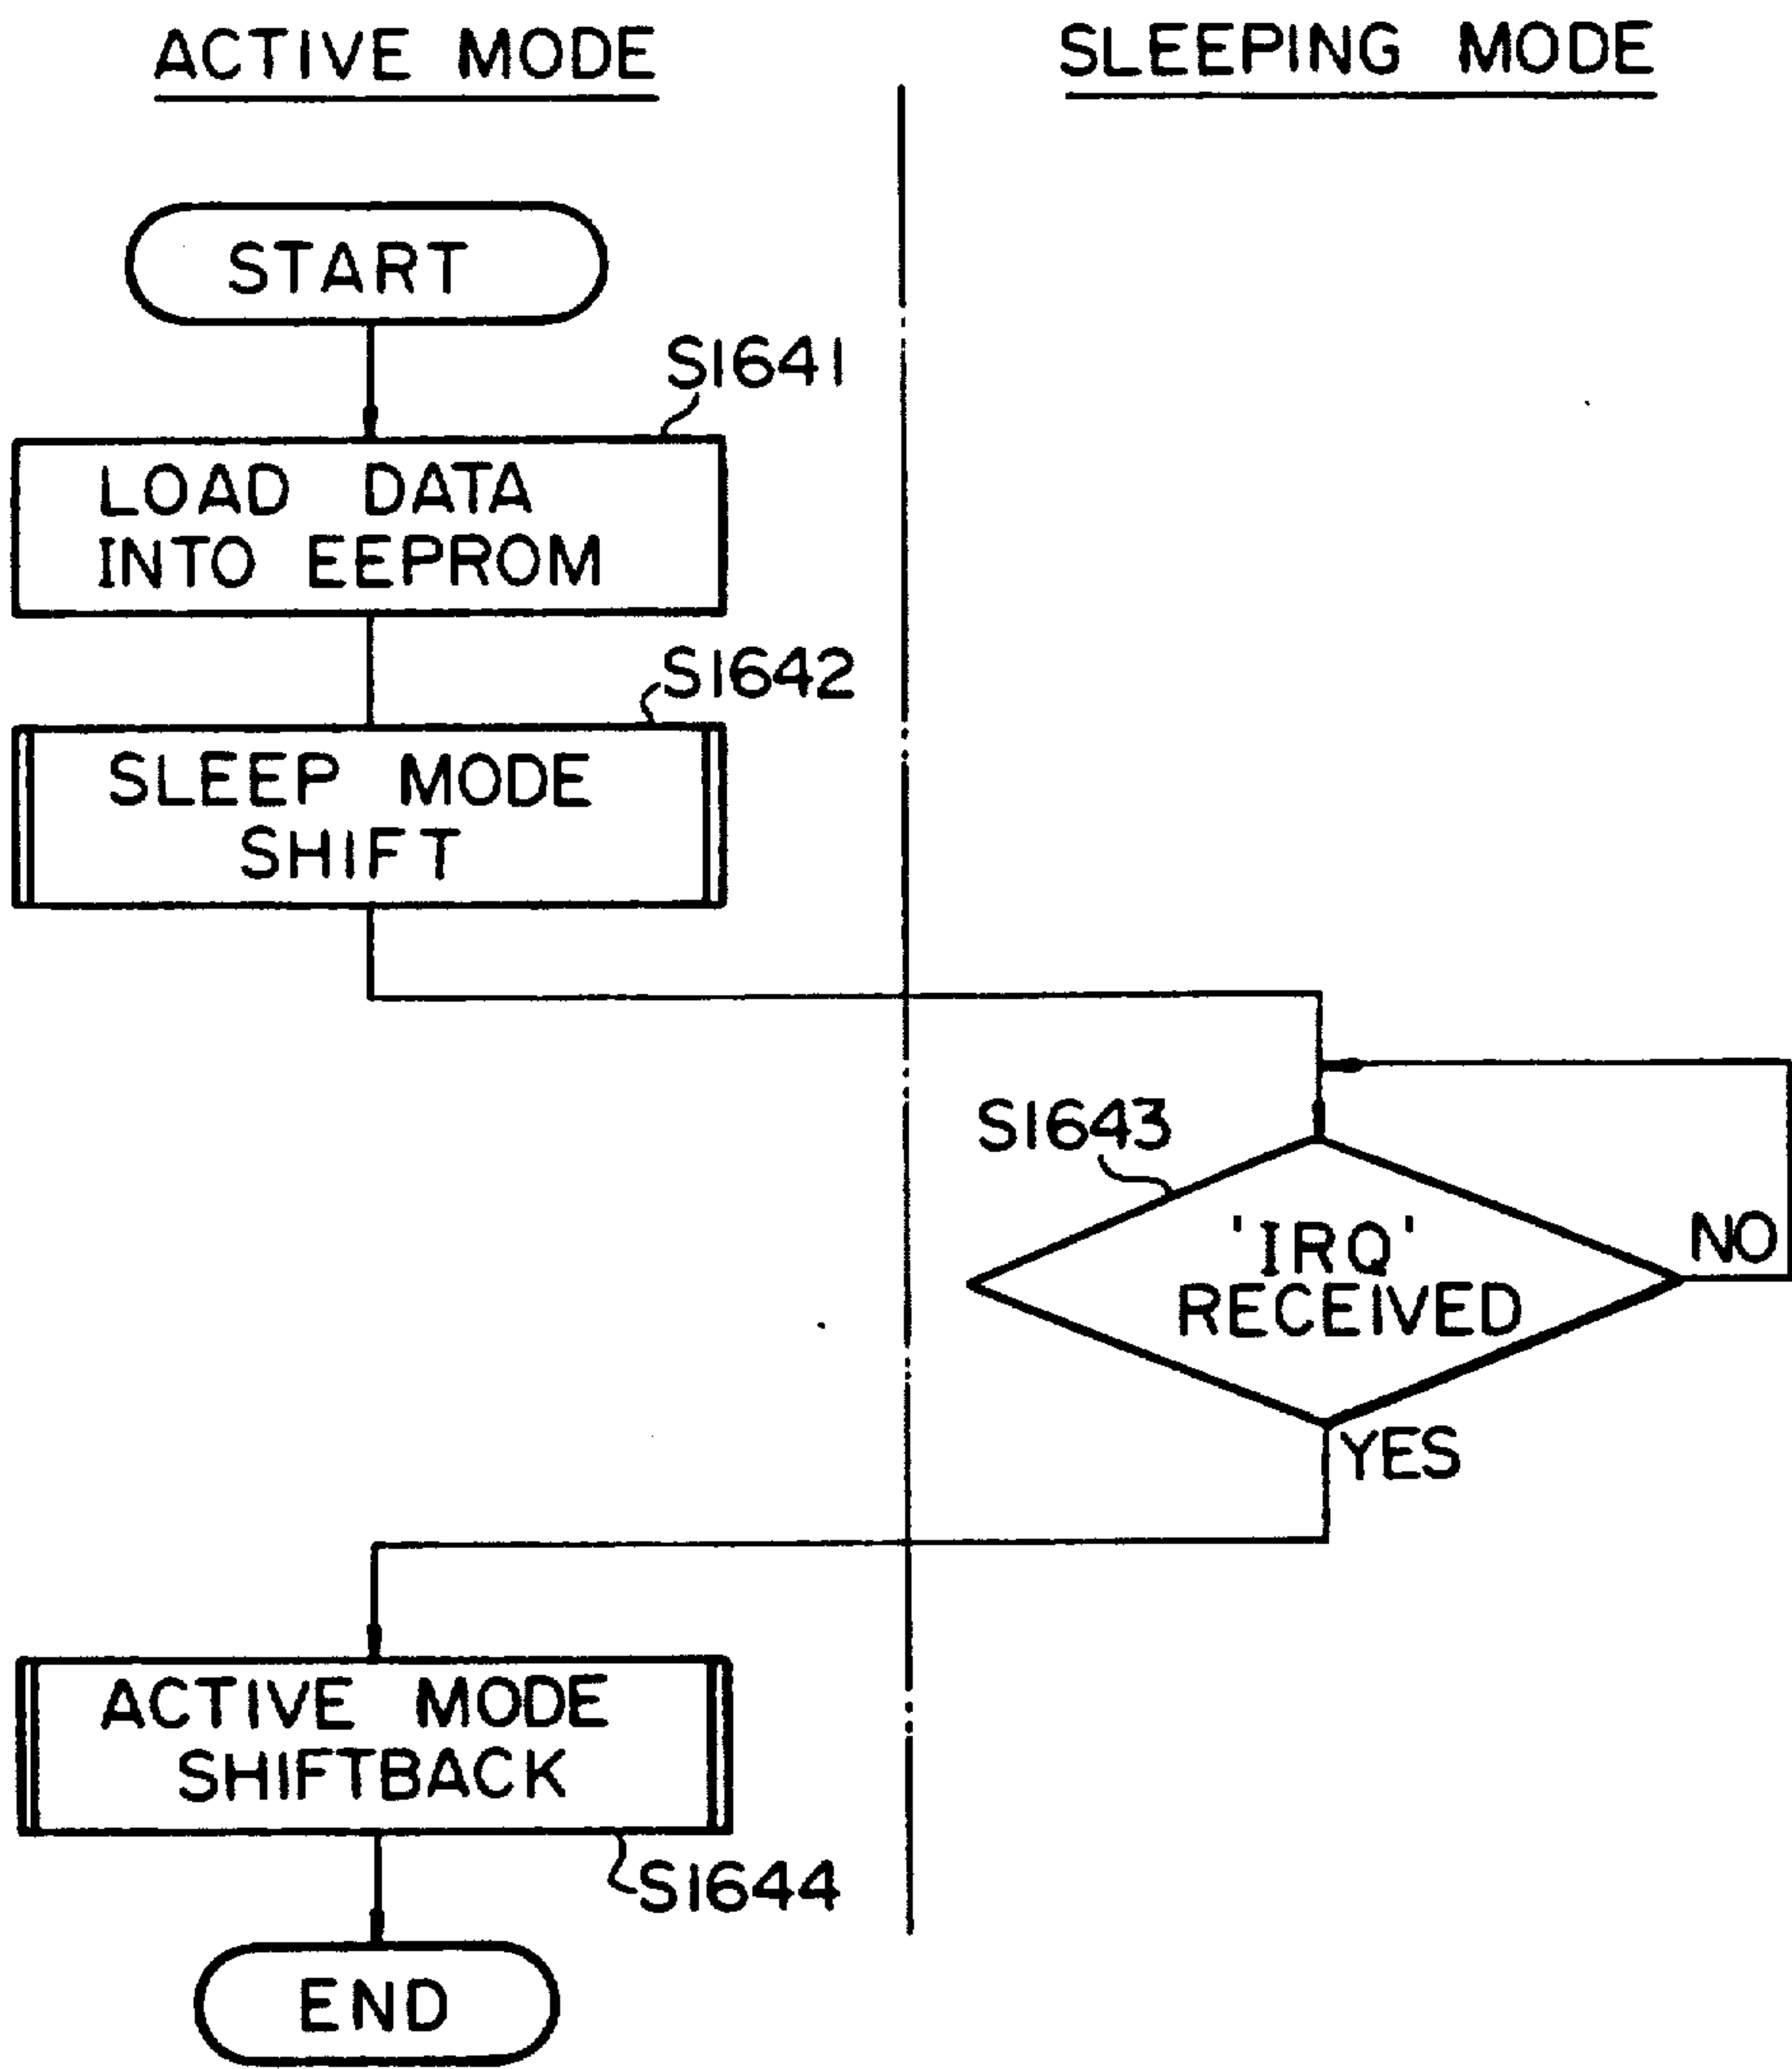 ACTIVE MODE
SLEEPING MODE
START
S1641
LOAD DATA
INTO EEPROM
S1642
SLEEP MODE
SHIFT
S1643
'IRQ'
RECEIVED
NO
YES
ACTIVE MODE
SHIFTBACK
S1644
END